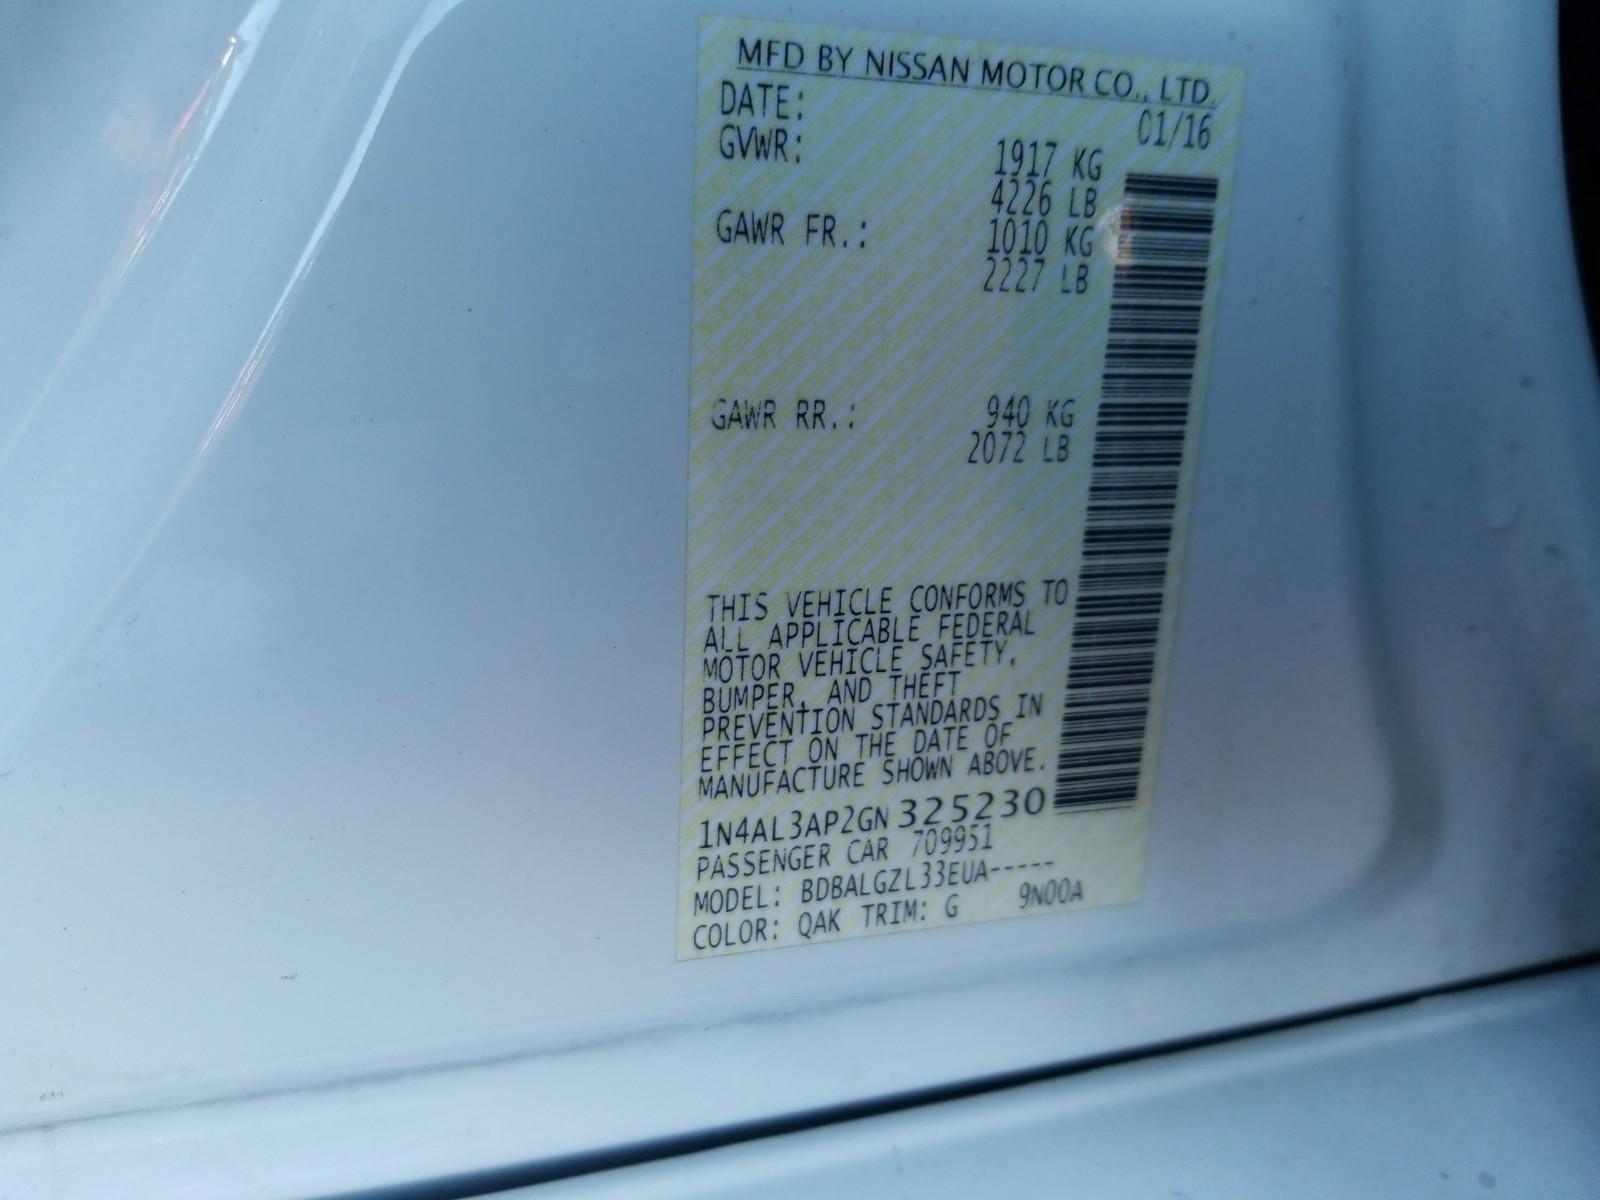 MFD BY NISSAN MOTOR CO., LTD.
DATE: 01/16
GVWR: 1917 KG
4226 LB
GAWR FR.: 1010 KG
2227 LB
GAWR RR.: 940 KG
2072 LB
THIS VEHICLE CONFORMS TO
ALL APPLICABLE FEDERAL
MOTOR VEHICLE SAFETY,
BUMPER, AND THEFT
PREVENTION STANDARDS IN
EFFECT ON THE DATE OF
MANUFACTURE SHOWN ABOVE.
1N4AL3AP2GN325230
PASSENGER CAR 709951
MODEL: BDBALGZL33EUA-----
COLOR: QAK TRIM: G 9N00A